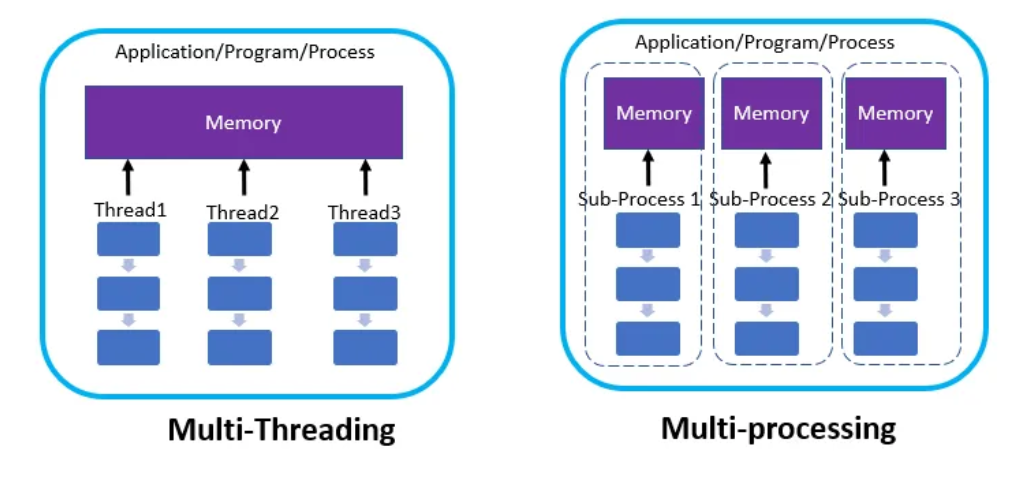 Application/Program/Process
Memory
Thread1
Thread2
Thread3
Multi-Threading
Application/Program/Process
Memory
Memory
Memory
Sub-Process 1
Sub-Process 2
Sub-Process 3
Multi-processing